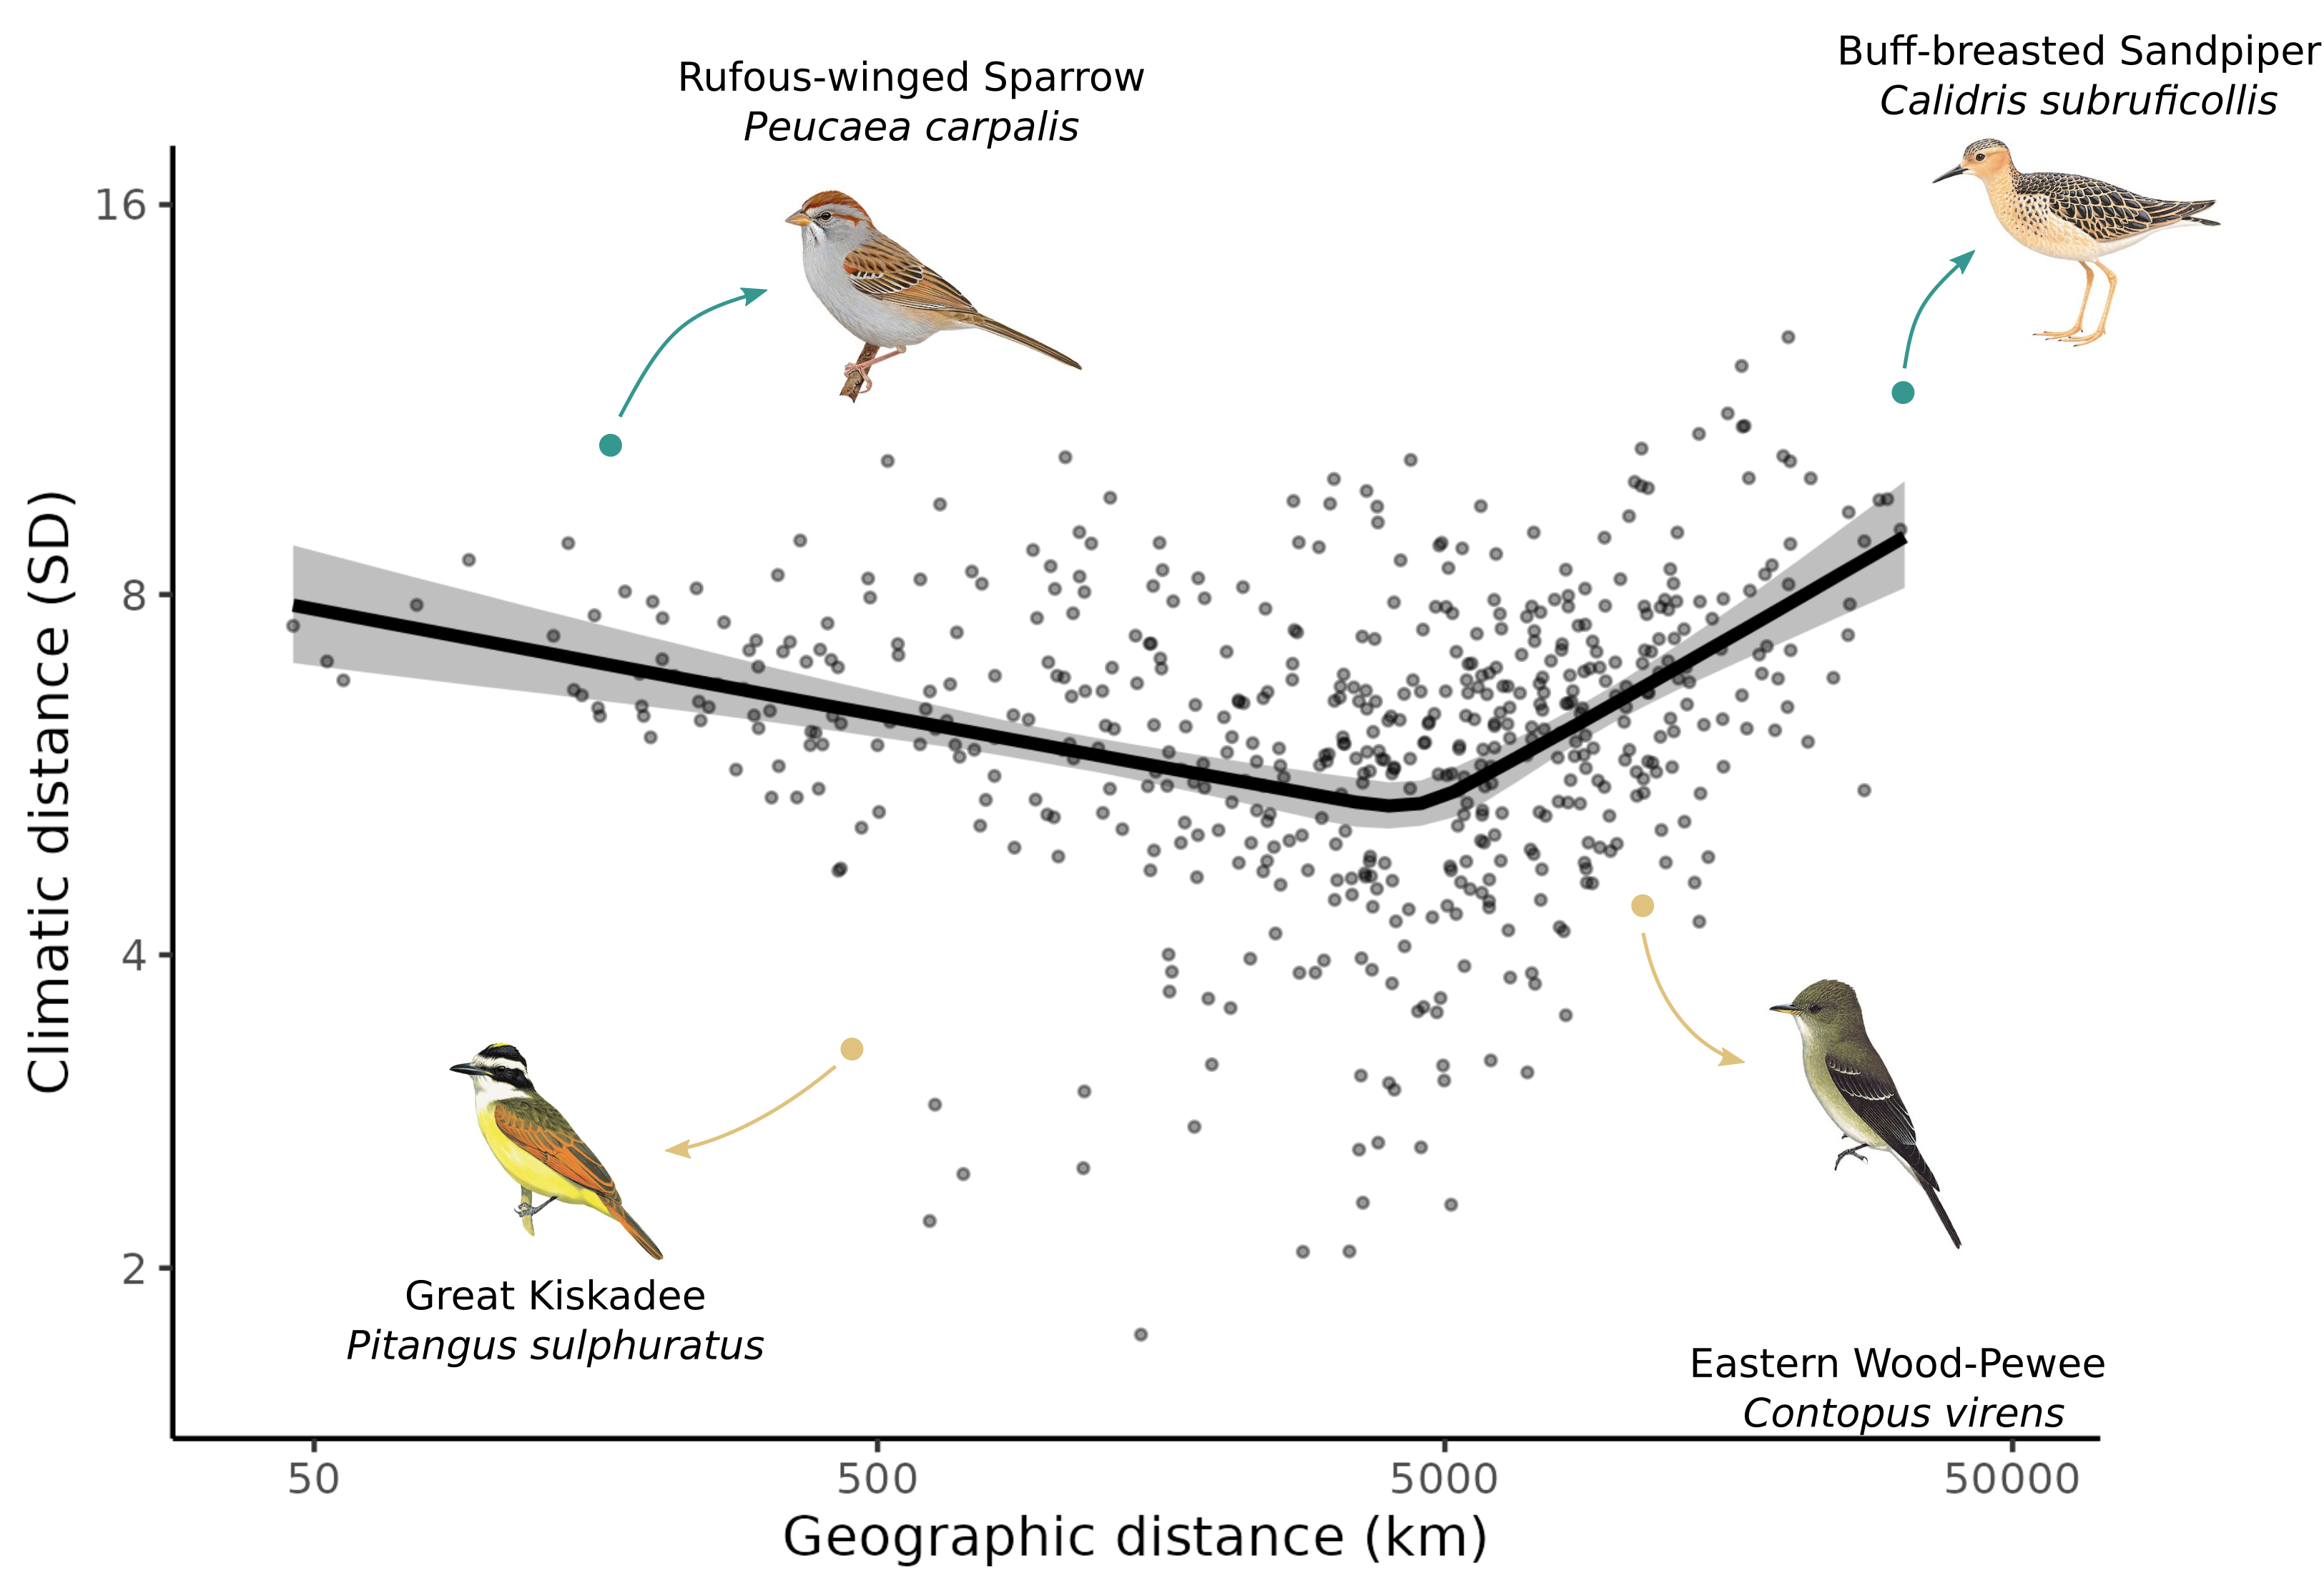 Buff-breasted Sandpiper
Calidris subruficollis
Rufous-winged Sparrow
Peucaea carpalis
16
8
4
2
Climatic distance (SD)
Great Kiskadee
Pitangus sulphuratus
Eastern Wood-Pewee
Contopus virens
50
500
5000
50000
Geographic distance (km)